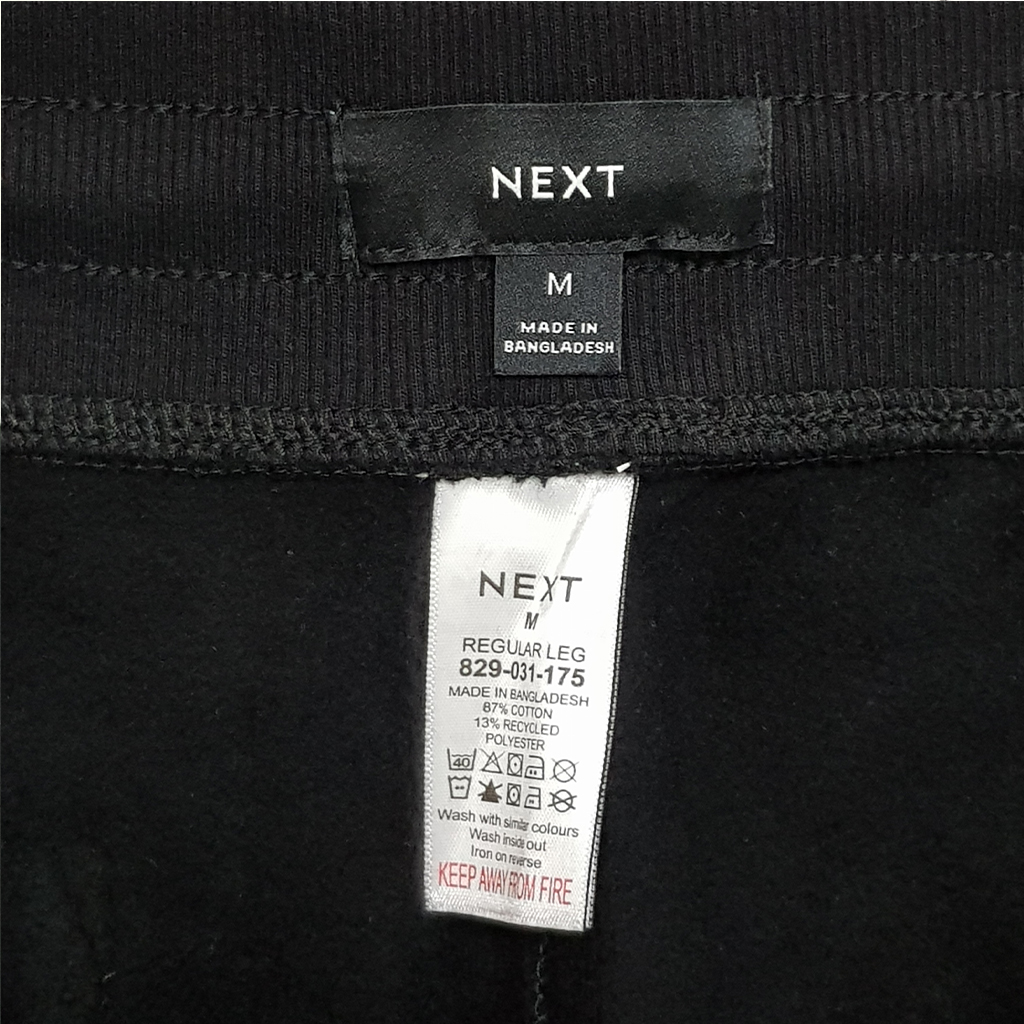 NEXT
M
MADE IN
BANGLADESH
NEXT
M
REGULAR LEG
829-031-175
MADE IN BANGLADESH
87% COTTON
13% RECYCLED
POLYESTER
40
Wash with similar colours
Wash inside out
Iron on reverse
KEEP AWAY FROM FIRE